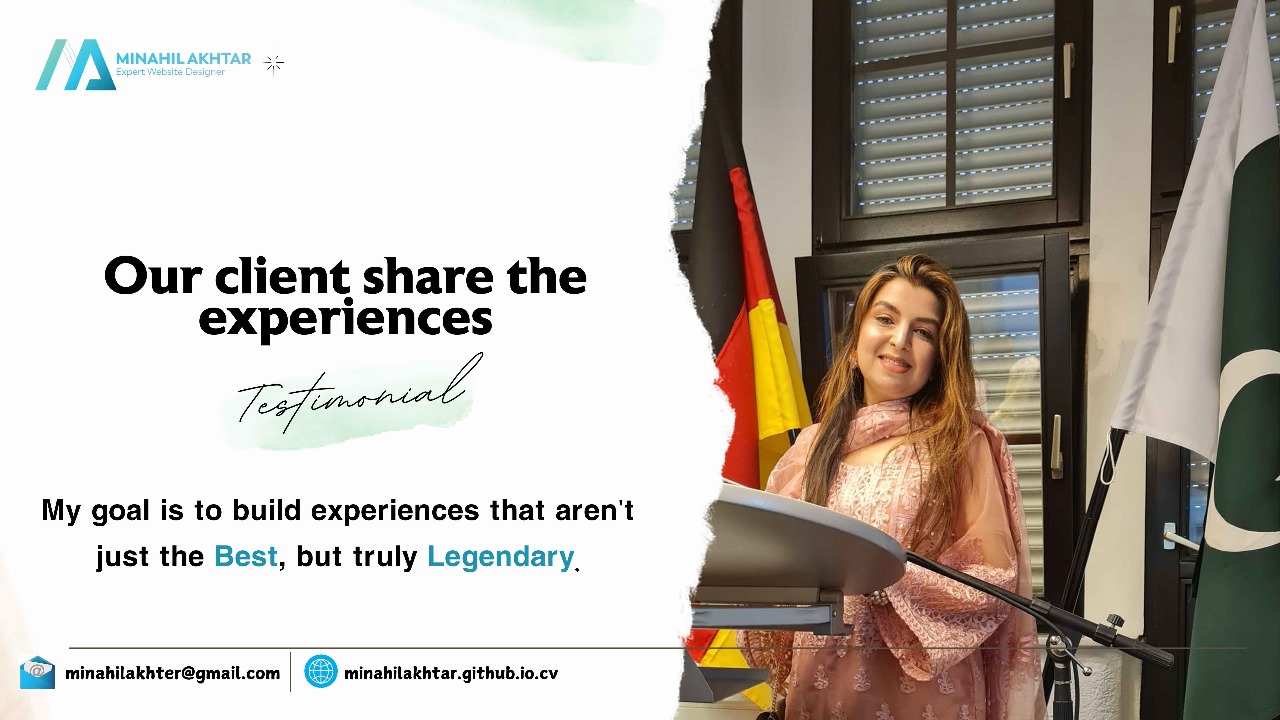 MINAHIL AKHTAR
Expert Website Designer
Our client share the
experiences
Testimonial
My goal is to build experiences that aren't
just the Best, but truly Legendary.
minahilakhter@gmail.com
minahilakhtar.github.io.cv